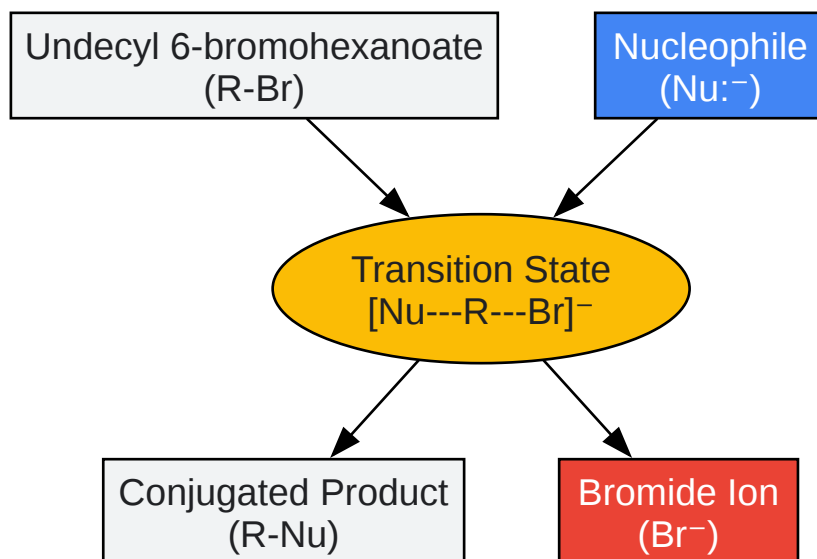 Undecyl 6-bromohexanoate
(R-Br)
Nucleophile
(Nu:⁻)
Transition State
[Nu---R---Br]⁻
Conjugated Product
(R-Nu)
Bromide Ion
(Br⁻)